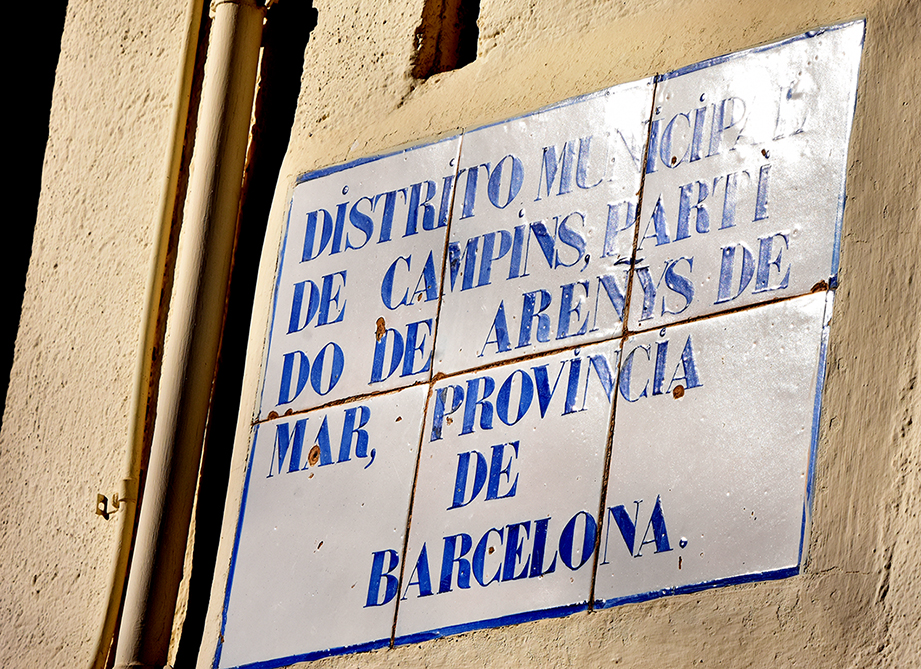 DISTRITO MUNICIPAL
DE CAMPINS, PARTI
DO DE ARENYS DE
MAR, PROVINCIA
DE
BARCELONA.